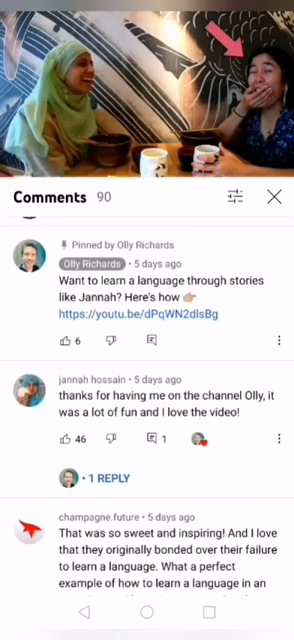 Comments 90
Pinned by Olly Richards
Olly Richards • 5 days ago
Want to learn a language through stories
like Jannah? Here's how 👉🏼
https://youtu.be/dPqWN2dlsBg
6
jannah hossain • 5 days ago
thanks for having me on the channel Olly, it
was a lot of fun and I love the video!
46 1
• 1 REPLY
champagne.future • 5 days ago
That was so sweet and inspiring! And I love
that they originally bonded over their failure
to learn a language. What a perfect
example of how to learn a language in an